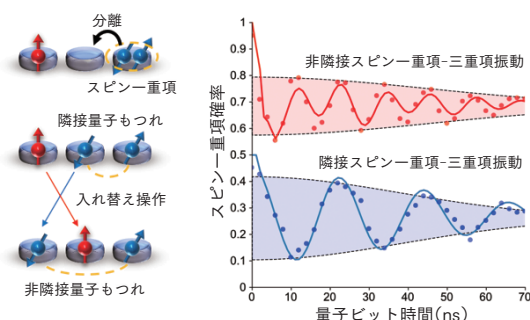 分離
スピン一重項
隣接量子もつれ
入れ替え操作
非隣接量子もつれ
スピン一重項確率
1
0.9
0.8
0.7
0.6
0.5
0.4
0.3
0.2
0.1
0
非隣接スピン一重項-三重項振動
隣接スピン一重項-三重項振動
0 10 20 30 40 50 60 70
量子ビット時間(ns)